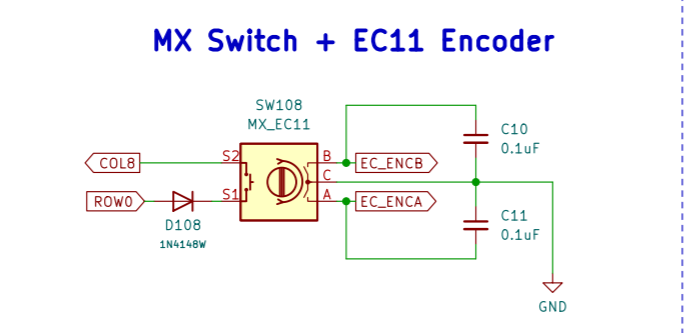 MX Switch + EC11 Encoder
SW108
MX_EC11
COL8
S2
B
EC_ENCB
C10
0.1uF
C
ROW0
S1
A
EC_ENCA
D108
1N4148W
C11
0.1uF
GND